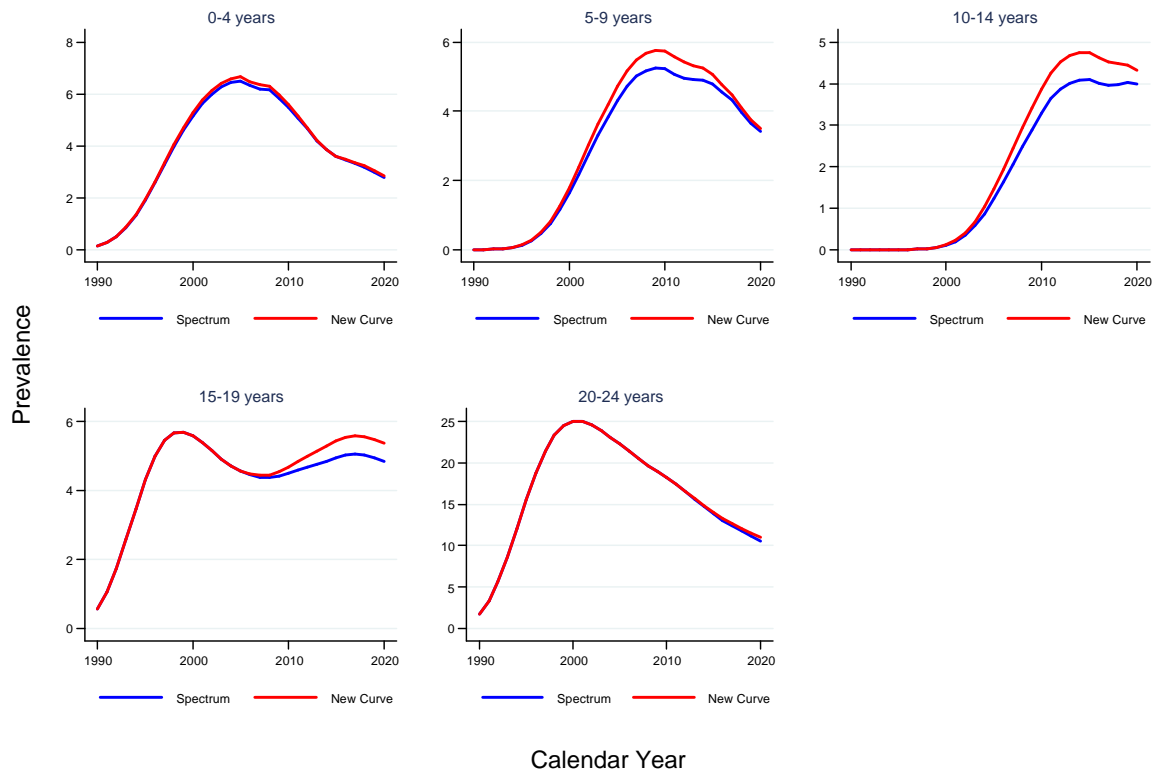 0-4 years
8
6
4
2
0
1990 2000 2010 2020
Spectrum New Curve
5-9 years
6
4
2
0
1990 2000 2010 2020
Spectrum New Curve
10-14 years
5
4
3
2
1
0
1990 2000 2010 2020
Spectrum New Curve
Prevalence
15-19 years
6
4
2
0
1990 2000 2010 2020
Spectrum New Curve
20-24 years
25
20
15
10
5
0
1990 2000 2010 2020
Spectrum New Curve
Calendar Year